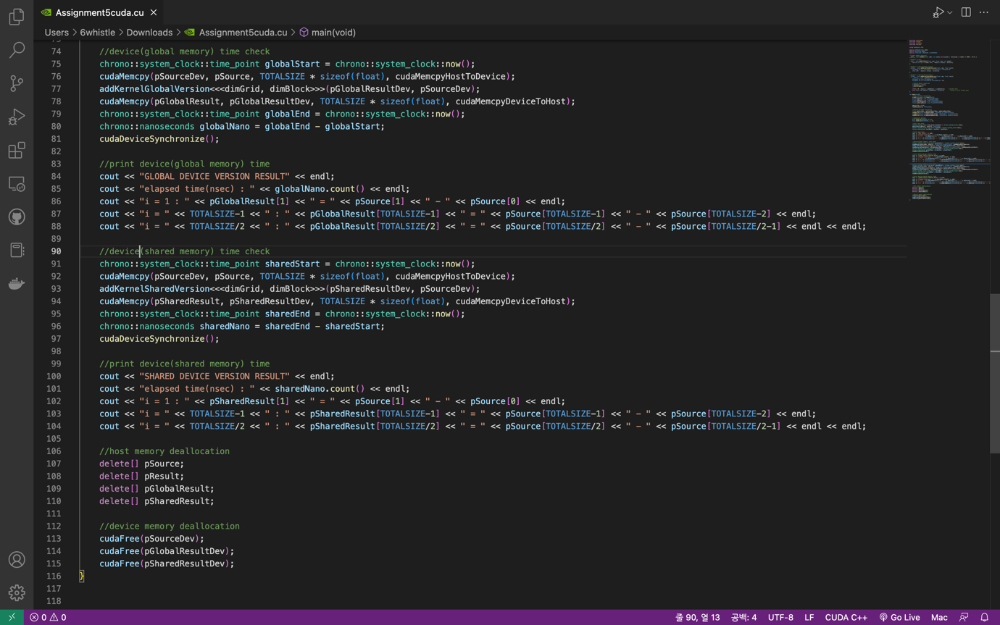 Assignment5cuda.cu
Users > 6whistle > Downloads > Assignment5cuda.cu > main(void)
74 //device(global memory) time check
75 chrono::system_clock::time_point globalStart = chrono::system_clock::now();
76 cudaMemcpy(pSourceDev, pSource, TOTALSIZE * sizeof(float), cudaMemcpyHostToDevice);
77 addKernelGlobalVersion<<<dimGrid, dimBlock>>>(pGlobalResultDev, pSourceDev);
78 cudaMemcpy(pGlobalResult, pGlobalResultDev, TOTALSIZE * sizeof(float), cudaMemcpyDeviceToHost);
79 chrono::system_clock::time_point globalEnd = chrono::system_clock::now();
80 chrono::nanoseconds globalNano = globalEnd - globalStart;
81 cudaDeviceSynchronize();
82
83 //print device(global memory) time
84 cout << "GLOBAL DEVICE VERSION RESULT" << endl;
85 cout << "elapsed time(nsec) : " << globalNano.count() << endl;
86 cout << "i = 1 : " << pGlobalResult[1] << " = " << pSource[1] << " - " << pSource[0] << endl;
87 cout << "i = " << TOTALSIZE-1 << " : " << pGlobalResult[TOTALSIZE-1] << " = " << pSource[TOTALSIZE-1] << " - " << pSource[TOTALSIZE-2] << endl;
88 cout << "i = " << TOTALSIZE/2 << " : " << pGlobalResult[TOTALSIZE/2] << " = " << pSource[TOTALSIZE/2] << " - " << pSource[TOTALSIZE/2-1] << endl << endl;
89
90 //device(shared memory) time check
91 chrono::system_clock::time_point sharedStart = chrono::system_clock::now();
92 cudaMemcpy(pSourceDev, pSource, TOTALSIZE * sizeof(float), cudaMemcpyHostToDevice);
93 addKernelSharedVersion<<<dimGrid, dimBlock>>>(pSharedResultDev, pSourceDev);
94 cudaMemcpy(pSharedResult, pSharedResultDev, TOTALSIZE * sizeof(float), cudaMemcpyDeviceToHost);
95 chrono::system_clock::time_point sharedEnd = chrono::system_clock::now();
96 chrono::nanoseconds sharedNano = sharedEnd - sharedStart;
97 cudaDeviceSynchronize();
98
99 //print device(shared memory) time
100 cout << "SHARED DEVICE VERSION RESULT" << endl;
101 cout << "elapsed time(nsec) : " << sharedNano.count() << endl;
102 cout << "i = 1 : " << pSharedResult[1] << " = " << pSource[1] << " - " << pSource[0] << endl;
103 cout << "i = " << TOTALSIZE-1 << " : " << pSharedResult[TOTALSIZE-1] << " = " << pSource[TOTALSIZE-1] << " - " << pSource[TOTALSIZE-2] << endl;
104 cout << "i = " << TOTALSIZE/2 << " : " << pSharedResult[TOTALSIZE/2] << " = " << pSource[TOTALSIZE/2] << " - " << pSource[TOTALSIZE/2-1] << endl << endl;
105
106 //host memory deallocation
107 delete[] pSource;
108 delete[] pResult;
109 delete[] pGlobalResult;
110 delete[] pSharedResult;
111
112 //device memory deallocation
113 cudaFree(pSourceDev);
114 cudaFree(pGlobalResultDev);
115 cudaFree(pSharedResultDev);
116 }
117
118
0 0 줄 90, 열 13 공백: 4 UTF-8 LF CUDA C++ Go Live Mac